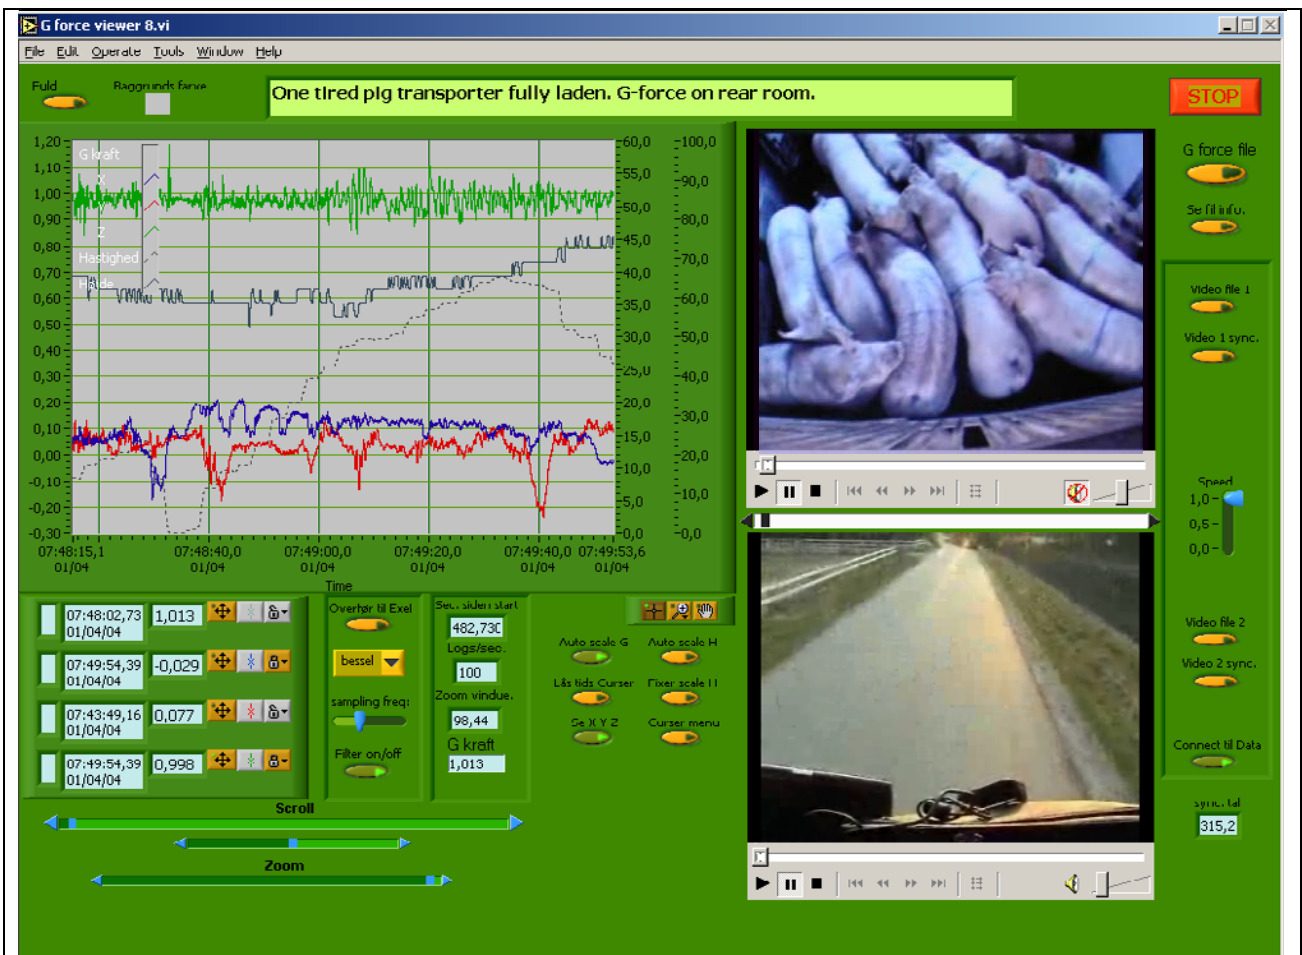 G force viewer 8.vi
File Edit Operate Tools Window Help
Fuld
Baggrunds farve
One tired pig transporter fully laden. G-force on rear room.
STOP
G kraft
X
Y
Z
Hastighed
Højde
1,20
1,10
1,00
0,90
0,80
0,70
0,60
0,50
0,40
0,30
0,20
0,10
0,00
-0,10
-0,20
-0,30
60,0
55,0
50,0
45,0
40,0
35,0
30,0
25,0
20,0
15,0
10,0
5,0
0,0
100,0
90,0
80,0
70,0
60,0
50,0
40,0
30,0
20,0
10,0
0,0
07:48:15,1 07:48:40,0 07:49:00,0 07:49:20,0 07:49:40,0 07:49:53,6
01/04 01/04 01/04 01/04 01/04 01/04
Time
G force file
Se fil info.
Video file 1
Video 1 sync.
Speed
1,0
0,5
0,0
Video file 2
Video 2 sync.
Connect til Data
sync. tal
315,2
07:48:02,73 1,013
01/04/04
07:49:54,39 -0,029
01/04/04
07:43:49,16 0,077
01/04/04
07:49:54,39 0,998
01/04/04
Overfør til Exel
bessel
sampling freq:
Filter on/off
Sec. siden start
482,730
Logs/sec.
100
Zoom vindue.
98,44
G kraft
1,013
Auto scale G Auto scale H
Lås tids Curser Fixer scale H
Se X Y Z Curser menu
Scroll
Zoom